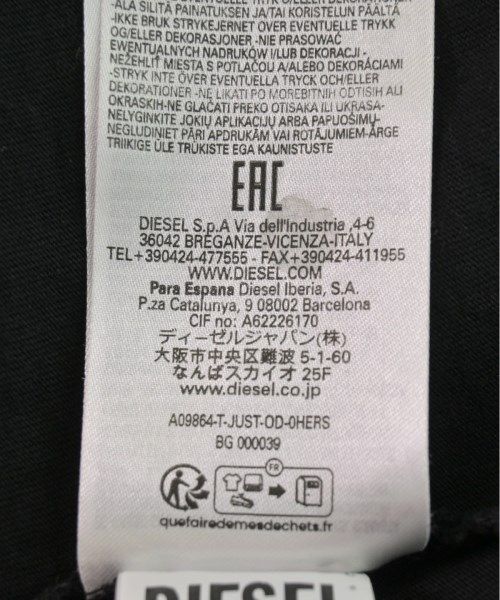 -ÄLÄ SILITÄ PAINATUKSEN JA/TAI KORISTELUN PÄÄLTÄ
-IKKE BRUK STRYKEJERNET OVER EVENTUELLE TRYKK
OG/ELLER DEKORASJONER -NIE PRASOWAĆ
EWENTUALNYCH NADRUKÓW I/LUB DEKORACJI -
NEŽEHLIT MIESTA S POTLAČOU A/ALEBO DEKORÁCIAMI
-STRYK INTE ÖVER EVENTUELLA TRYCK OCH/ELLER
DEKORATIONER -NE LIKATI PO MOREBITNIH ODTISIH ALI
OKRASKIH-NE GLAČATI PREKO OTISAKA ILI UKRASA-
NELYGINKITE JOKIŲ APLIKACIJŲ ARBA PAPUOŠIMŲ-
NEGLUDINIET PĀRI APDRUKĀM VAI ROTĀJUMIEM-ÄRGE
TRIIKIGE ÜLE TRÜKISTE EGA KAUNISTUSTE
EAC
DIESEL S.p.A Via dell'Industria ,4-6
36042 BREGANZE-VICENZA-ITALY
TEL+390424-477555 - FAX+390424-411955
WWW.DIESEL.COM
Para Espana Diesel Iberia, S.A.
P.za Catalunya, 9 08002 Barcelona
CIF no: A62226170
ディーゼルジャパン(株)
大阪市中央区難波 5-1-60
なんばスカイオ 25F
www.diesel.co.jp
A09864-T-JUST-OD-0HERS
BG 000039
FR
quefairedemesdechets.fr
DIESEL